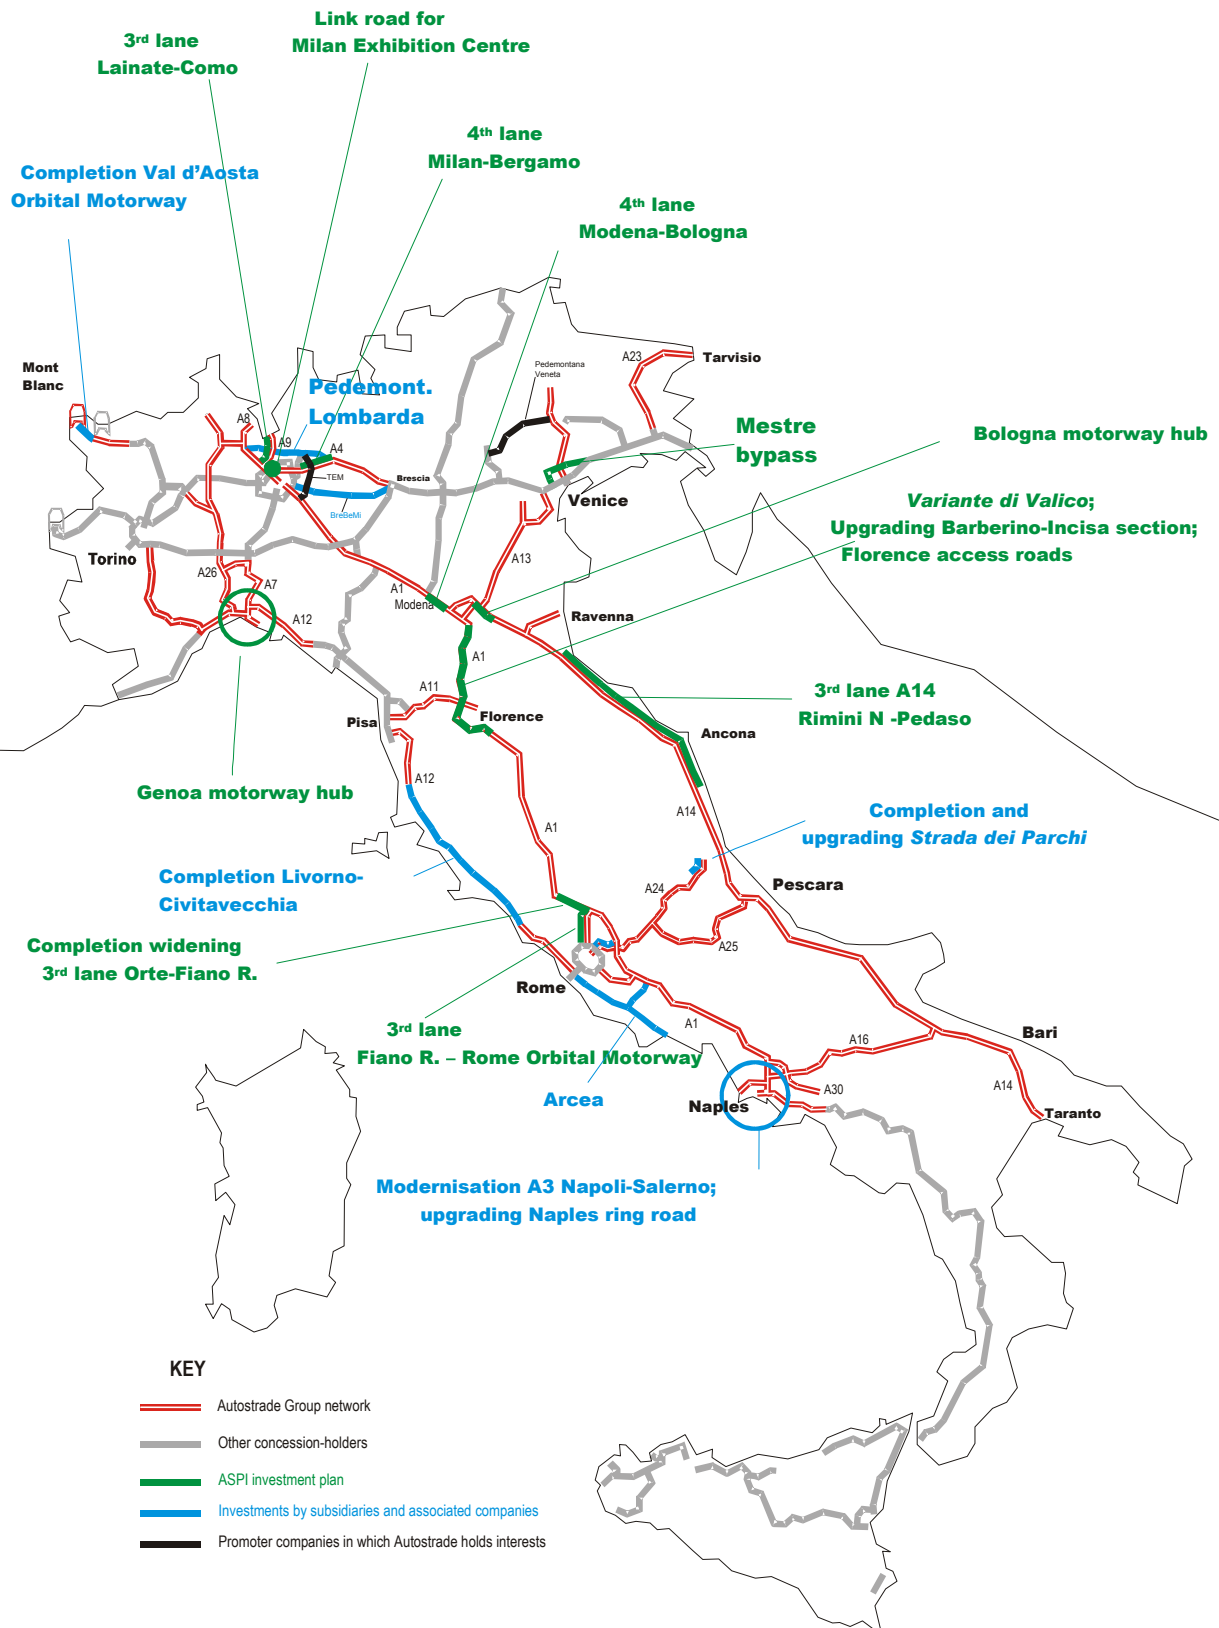 Link road for
Milan Exhibition Centre
3rd lane
Lainate-Como
4th lane
Milan-Bergamo
Completion Val d'Aosta
Orbital Motorway
4th lane
Modena-Bologna
Mont
Blanc
Pedemont.
Lombarda
Pedemontana
Veneta
A23
Tarvisio
A8
A9
A4
TEM
Brescia
BreBeMi
Mestre
bypass
Bologna motorway hub
Venice
Variante di Valico;
Upgrading Barberino-Incisa section;
Florence access roads
Torino
A26
A7
A12
A13
A1
Modena
Ravenna
A1
A11
Pisa
Florence
3rd lane A14
Rimini N -Pedaso
Ancona
Genoa motorway hub
A12
A14
A1
Completion and
upgrading Strada dei Parchi
Completion Livorno-
Civitavecchia
A24
Pescara
A25
Completion widening
3rd lane Orte-Fiano R.
Rome
3rd lane
Fiano R. – Rome Orbital Motorway
A1
A16
Bari
Arcea
A30
A14
Naples
Taranto
Modernisation A3 Napoli-Salerno;
upgrading Naples ring road
KEY
Autostrade Group network
Other concession-holders
ASPI investment plan
Investments by subsidiaries and associated companies
Promoter companies in which Autostrade holds interests